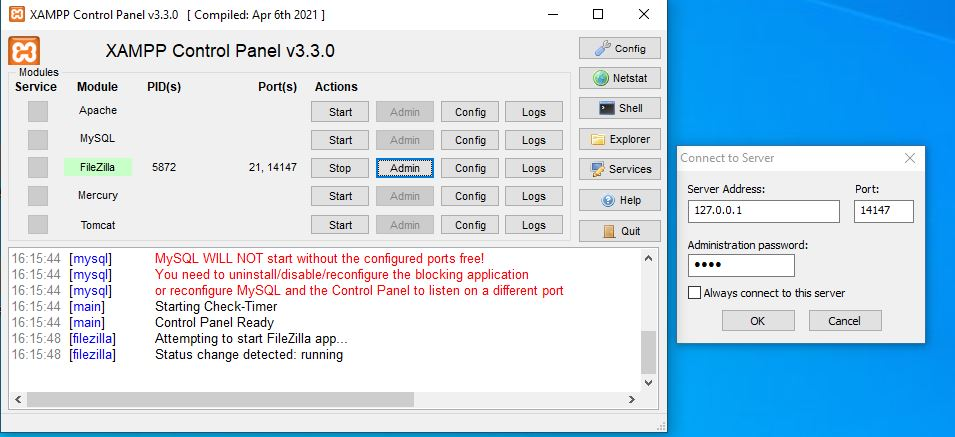 XAMPP Control Panel v3.3.0 [ Compiled: Apr 6th 2021 ]
XAMPP Control Panel v3.3.0
Config
Modules
Service Module PID(s) Port(s) Actions
Netstat
Apache Start Admin Config Logs
Shell
MySQL Start Admin Config Logs
Explorer
FileZilla 5872 21, 14147 Stop Admin Config Logs
Services
Mercury Start Admin Config Logs
Help
Tomcat Start Admin Config Logs
Quit
16:15:44 [mysql] MySQL WILL NOT start without the configured ports free!
16:15:44 [mysql] You need to uninstall/disable/reconfigure the blocking application
16:15:44 [mysql] or reconfigure MySQL and the Control Panel to listen on a different port
16:15:44 [main] Starting Check-Timer
16:15:44 [main] Control Panel Ready
16:15:48 [filezilla] Attempting to start FileZilla app...
16:15:48 [filezilla] Status change detected: running
Connect to Server
Server Address: Port:
127.0.0.1 14147
Administration password:
••••
Always connect to this server
OK Cancel